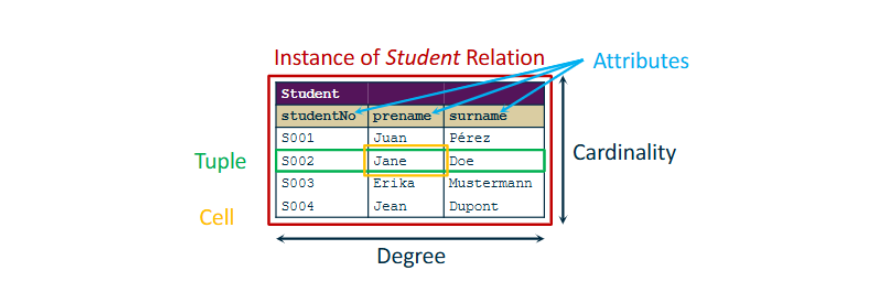 Instance of Student Relation
Attributes
Student
studentNo prename surname
S001 Juan Pérez
Tuple
S002 Jane Doe
Cardinality
S003 Erika Mustermann
Cell
S004 Jean Dupont
Degree